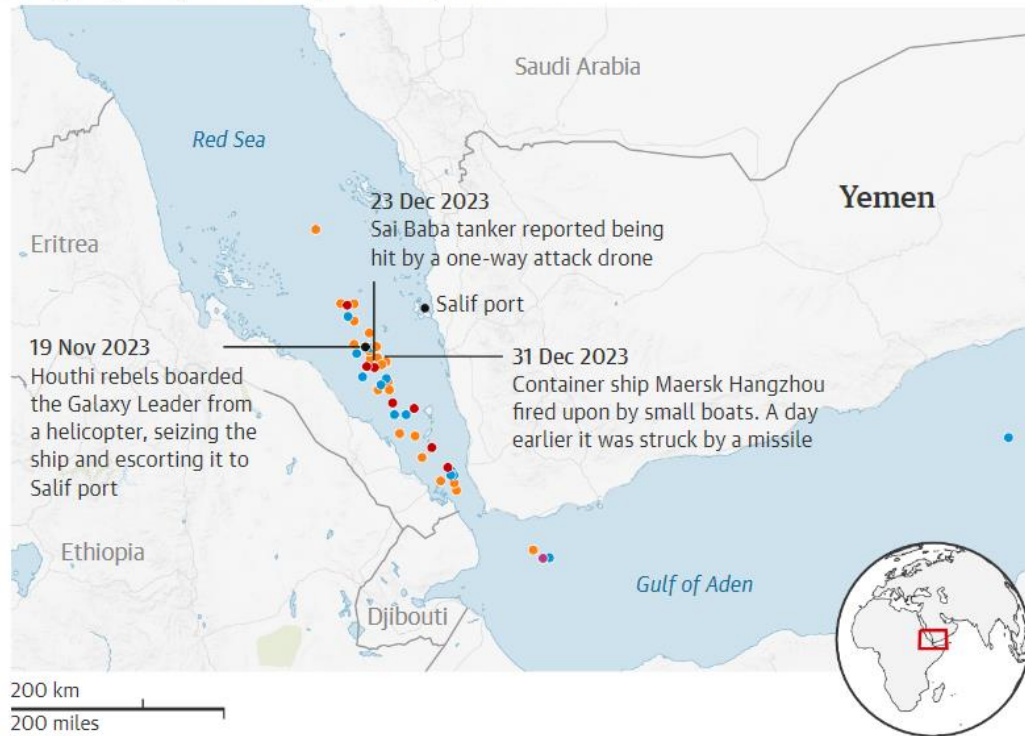 Saudi Arabia
Red Sea
Yemen
23 Dec 2023
Sai Baba tanker reported being
hit by a one-way attack drone
Eritrea
Salif port
19 Nov 2023
Houthi rebels boarded
the Galaxy Leader from
a helicopter, seizing the
ship and escorting it to
Salif port
31 Dec 2023
Container ship Maersk Hangzhou
fired upon by small boats. A day
earlier it was struck by a missile
Ethiopia
Gulf of Aden
Djibouti
200 km
200 miles